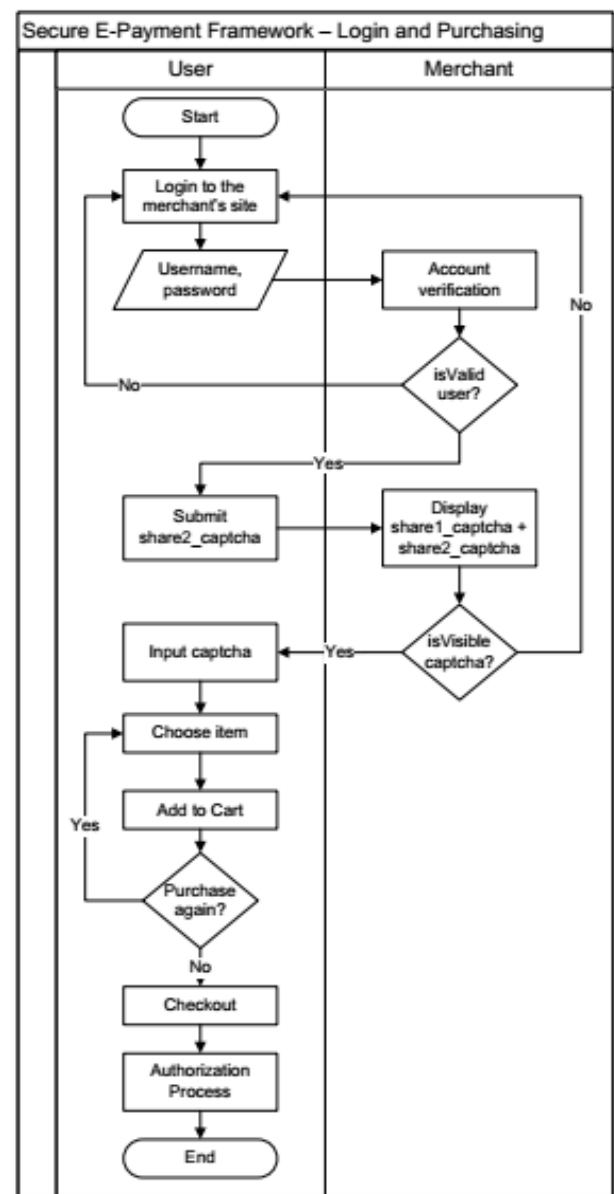 Secure E-Payment Framework – Login and Purchasing
User
Merchant
Start
Login to the
merchant's site
Username,
password
Account
verification
No
isValid
user?
No
Yes
Submit
share2_captcha
Display
share1_captcha +
share2_captcha
Input captcha
Yes
isVisible
captcha?
Choose item
Add to Cart
Yes
Purchase
again?
No
Checkout
Authorization
Process
End